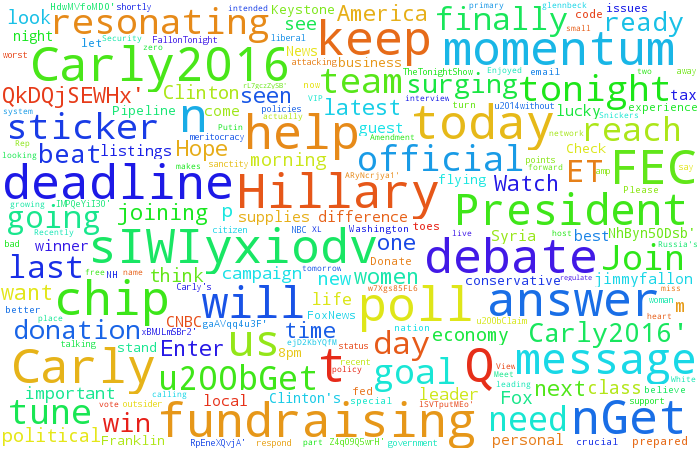 HdwMVfoMDO' shortly America Keystone intended primary glennbeck
look resonating see finally code issues ready
night let Security FallonTonight zero liberal News keep small
worst Carly2016 attacking business momentum
QkDQjSEWHx' Clinton seen team surging TheTonightShow email two away
system Pipeline come VIP latest Enjoyed tonight tax
sticker n policies meritocracy now interview turn u2014without lucky experience
beat listings Putin actually help guest today Snickers network reach
Rep looking Hope sanctity Amendment Check points
makes morning official ET amp FEC say
deadline Hillary flying Watch forward Please
growing IMPQeYiI3O' ARyNcrjya1' President
going joining p supplies difference
Recently citizen NBC XL Washington toes Syria host best NhByn5ODsb' Russia's
bad winner sIWIyxiodv one live debate Join
last free NH name think Carly's campaign tomorrow Donate new women conservative regulate jimmyfallon miss
want chip will life FoxNews w7XgsB5FL6 poll answer woman m
better place CNBC gaAVqq4u3F' u200bClaim heart
donation xBMULmSBr2' time ejD2KbYQfM nation Carly2016'
talking stand Enter us 8pm status day economy message
Carly t recent policy Q View Meet White
important u200bGet Clinton's fed goal leading next class believe
tune vote outsider local special leader Fox support
calling win fundraising 1SVTputMEo' need nGet
political Franklin
RpEneXQvjA' respond part Z4qO9Q5wrH' government personal crucial prepared